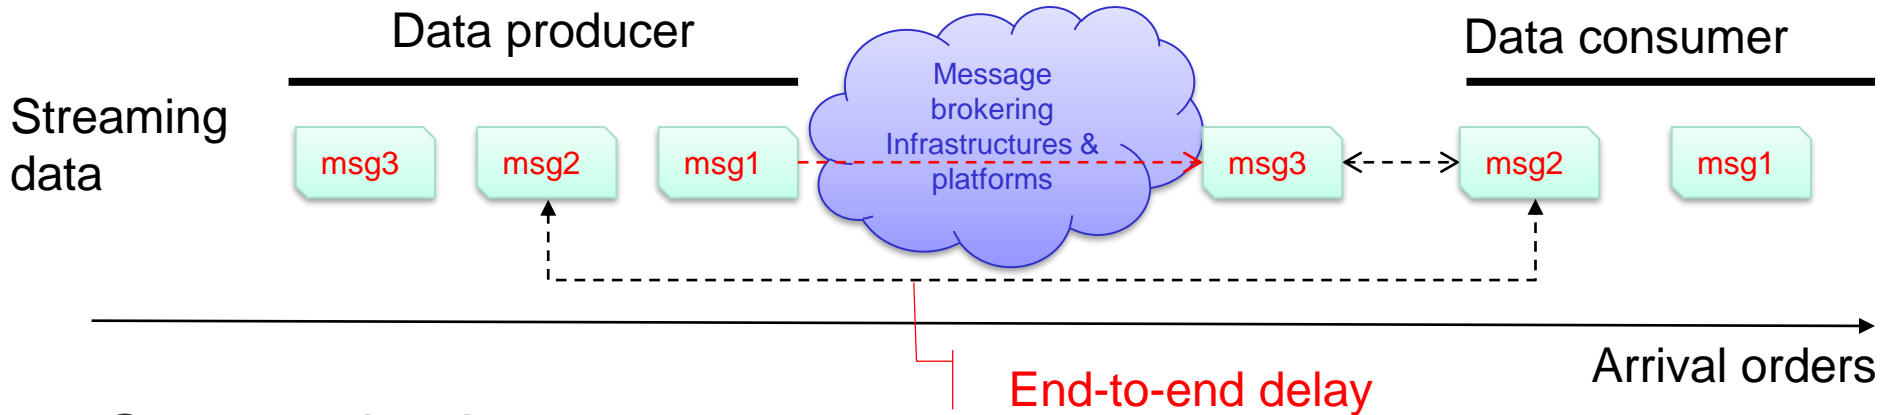 Data producer
Data consumer
Streaming
data
Message
brokering
Infrastructures &
platforms
msg3
msg2
msg1
msg3
msg2
msg1
Arrival orders
End-to-end delay